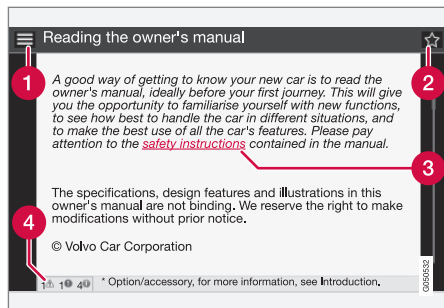 Reading the owner's manual
1
2
A good way of getting to know your new car is to read the
owner's manual, ideally before your first journey. This will give
you the opportunity to familiarise yourself with new functions,
to see how best to handle the car in different situations, and
to make the best use of all the car's features. Please pay
attention to the safety instructions contained in the manual.
3
The specifications, design features and illustrations in this
owner's manual are not binding. We reserve the right to make
modifications without prior notice.
4
© Volvo Car Corporation
1 1 4 * Option/accessory, for more information, see Introduction.
G050532